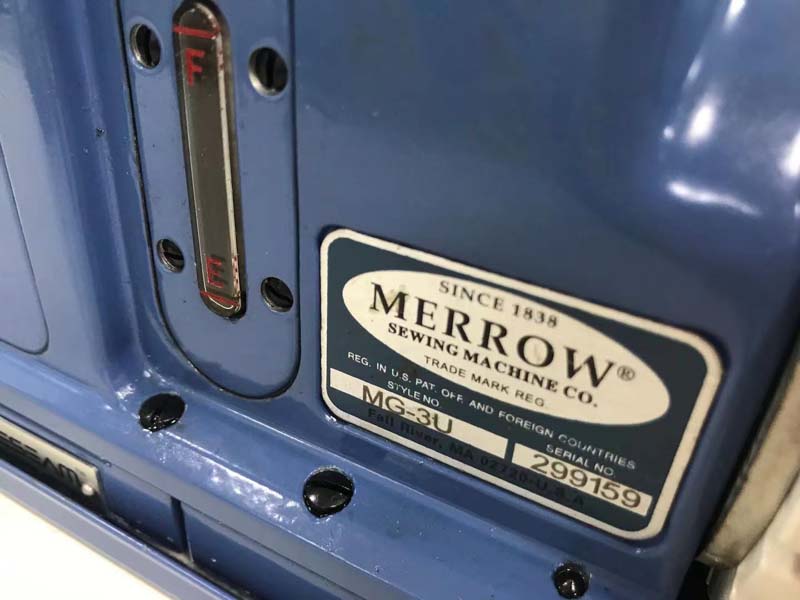 F
E
SINCE 1838
MERROW®
SEWING MACHINE CO.
TRADE MARK REG.
REG. IN U.S. PAT. OFF. AND FOREIGN COUNTRIES
STYLE NO.
MG-3U
SERIAL NO.
299159
Fall River, MA 02720-U.S.A